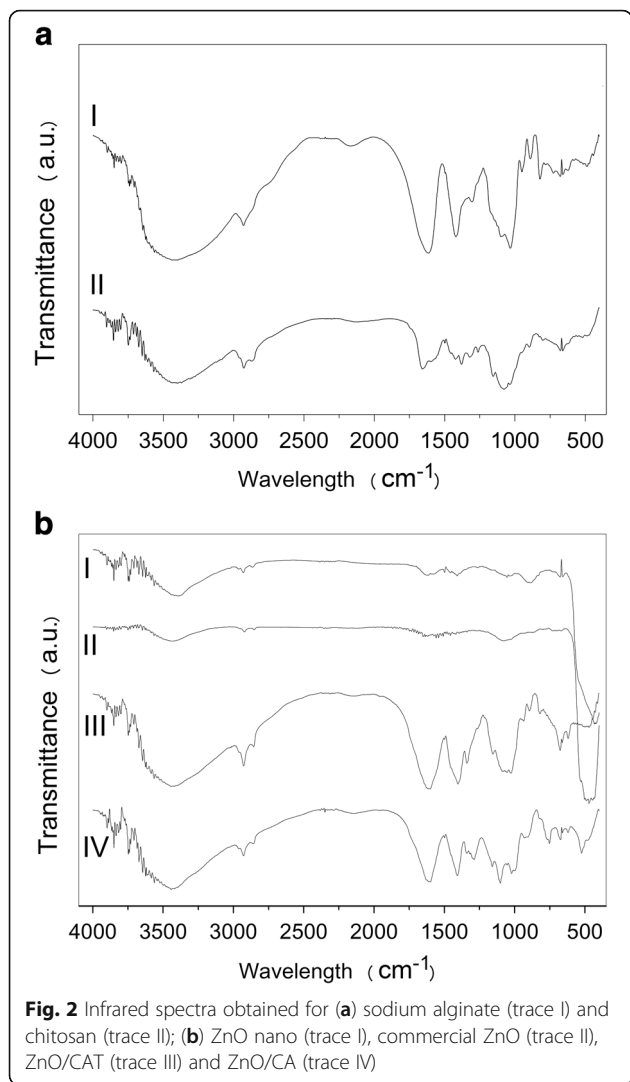 a
I
II
Transmittance (a.u.)
4000 3500 3000 2500 2000 1500 1000 500
Wavelength (cm-1)
b
I
II
III
IV
Transmittance (a.u.)
4000 3500 3000 2500 2000 1500 1000 500
Wavelength (cm-1)
Fig. 2 Infrared spectra obtained for (a) sodium alginate (trace I) and
chitosan (trace II); (b) ZnO nano (trace I), commercial ZnO (trace II),
ZnO/CAT (trace III) and ZnO/CA (trace IV)